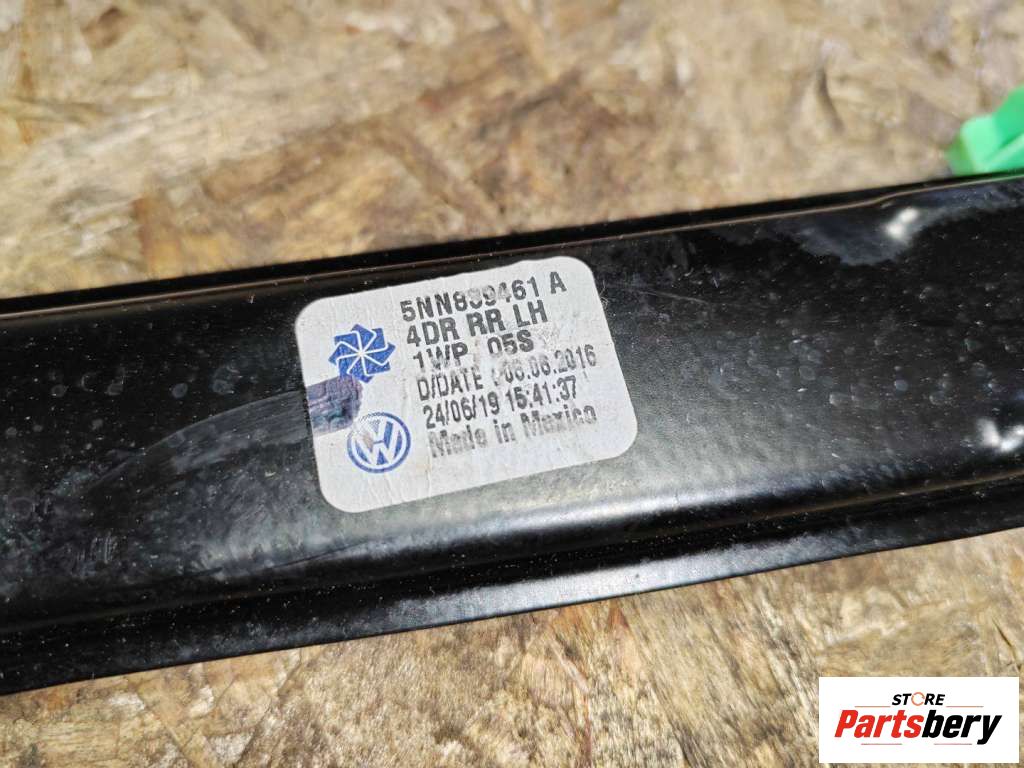 5NN839461 A
4DR RR LH
1WP / 05S
D/DATE : 06.06.2016
24/06/19 15:41:37
Made in Mexico
VW
STORE
Partsbery